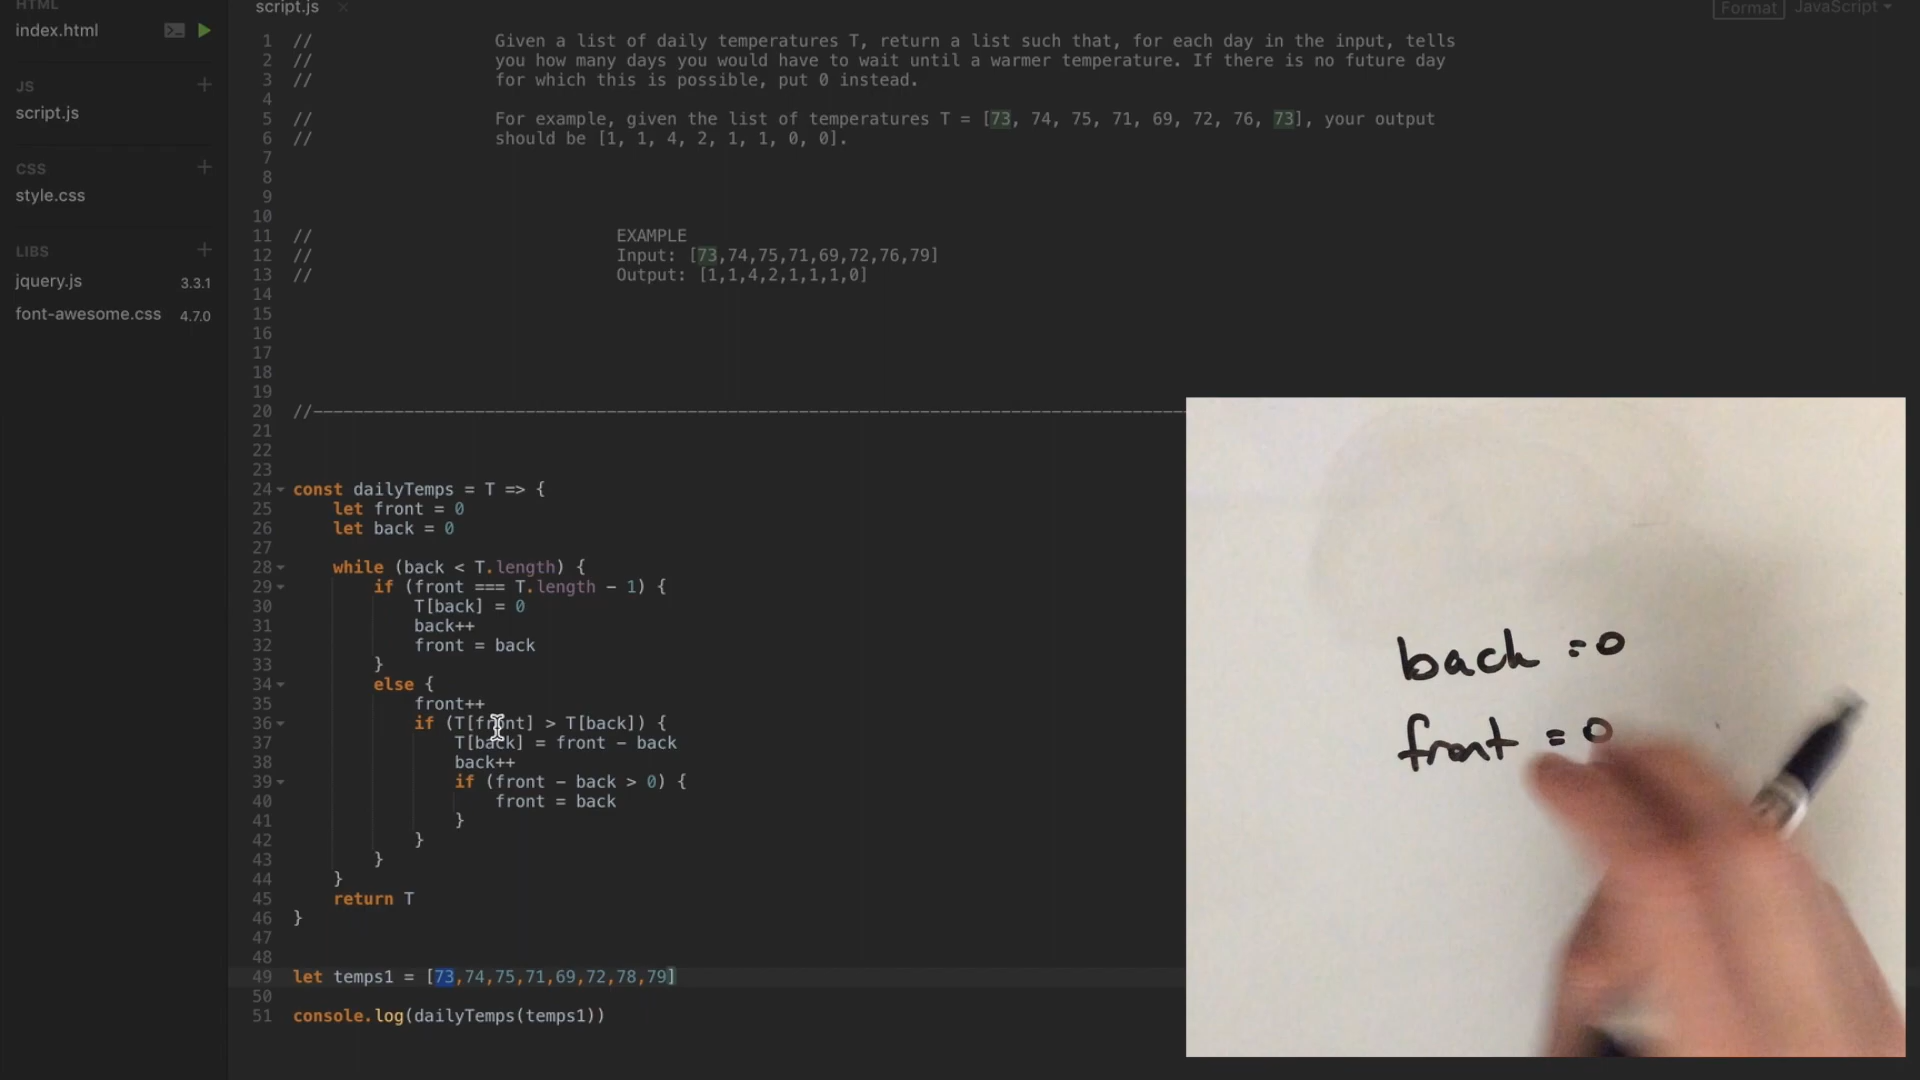 HTML
index.html
JS +
script.js
CSS +
style.css
LIBS +
jquery.js 3.3.1
font-awesome.css 4.7.0
script.js ×
Format JavaScript
1 // Given a list of daily temperatures T, return a list such that, for each day in the input, tells
2 // you how many days you would have to wait until a warmer temperature. If there is no future day
3 // for which this is possible, put 0 instead.
4
5 // For example, given the list of temperatures T = [73, 74, 75, 71, 69, 72, 76, 73], your output
6 // should be [1, 1, 4, 2, 1, 1, 0, 0].
7
8
9
10
11 // EXAMPLE
12 // Input: [73,74,75,71,69,72,76,79]
13 // Output: [1,1,4,2,1,1,1,0]
14
15
16
17
18
19
20 //----------------------------------------------------------------------------------------
21
22
23
24 const dailyTemps = T => {
25 let front = 0
26 let back = 0
27
28 while (back < T.length) {
29 if (front === T.length - 1) {
30 T[back] = 0
31 back++
32 front = back
33 }
34 else {
35 front++
36 if (T[front] > T[back]) {
37 T[back] = front - back
38 back++
39 if (front - back > 0) {
40 front = back
41 }
42 }
43 }
44 }
45 return T
46 }
47
48
49 let temps1 = [73,74,75,71,69,72,78,79]
50
51 console.log(dailyTemps(temps1))
back = 0
front = 0